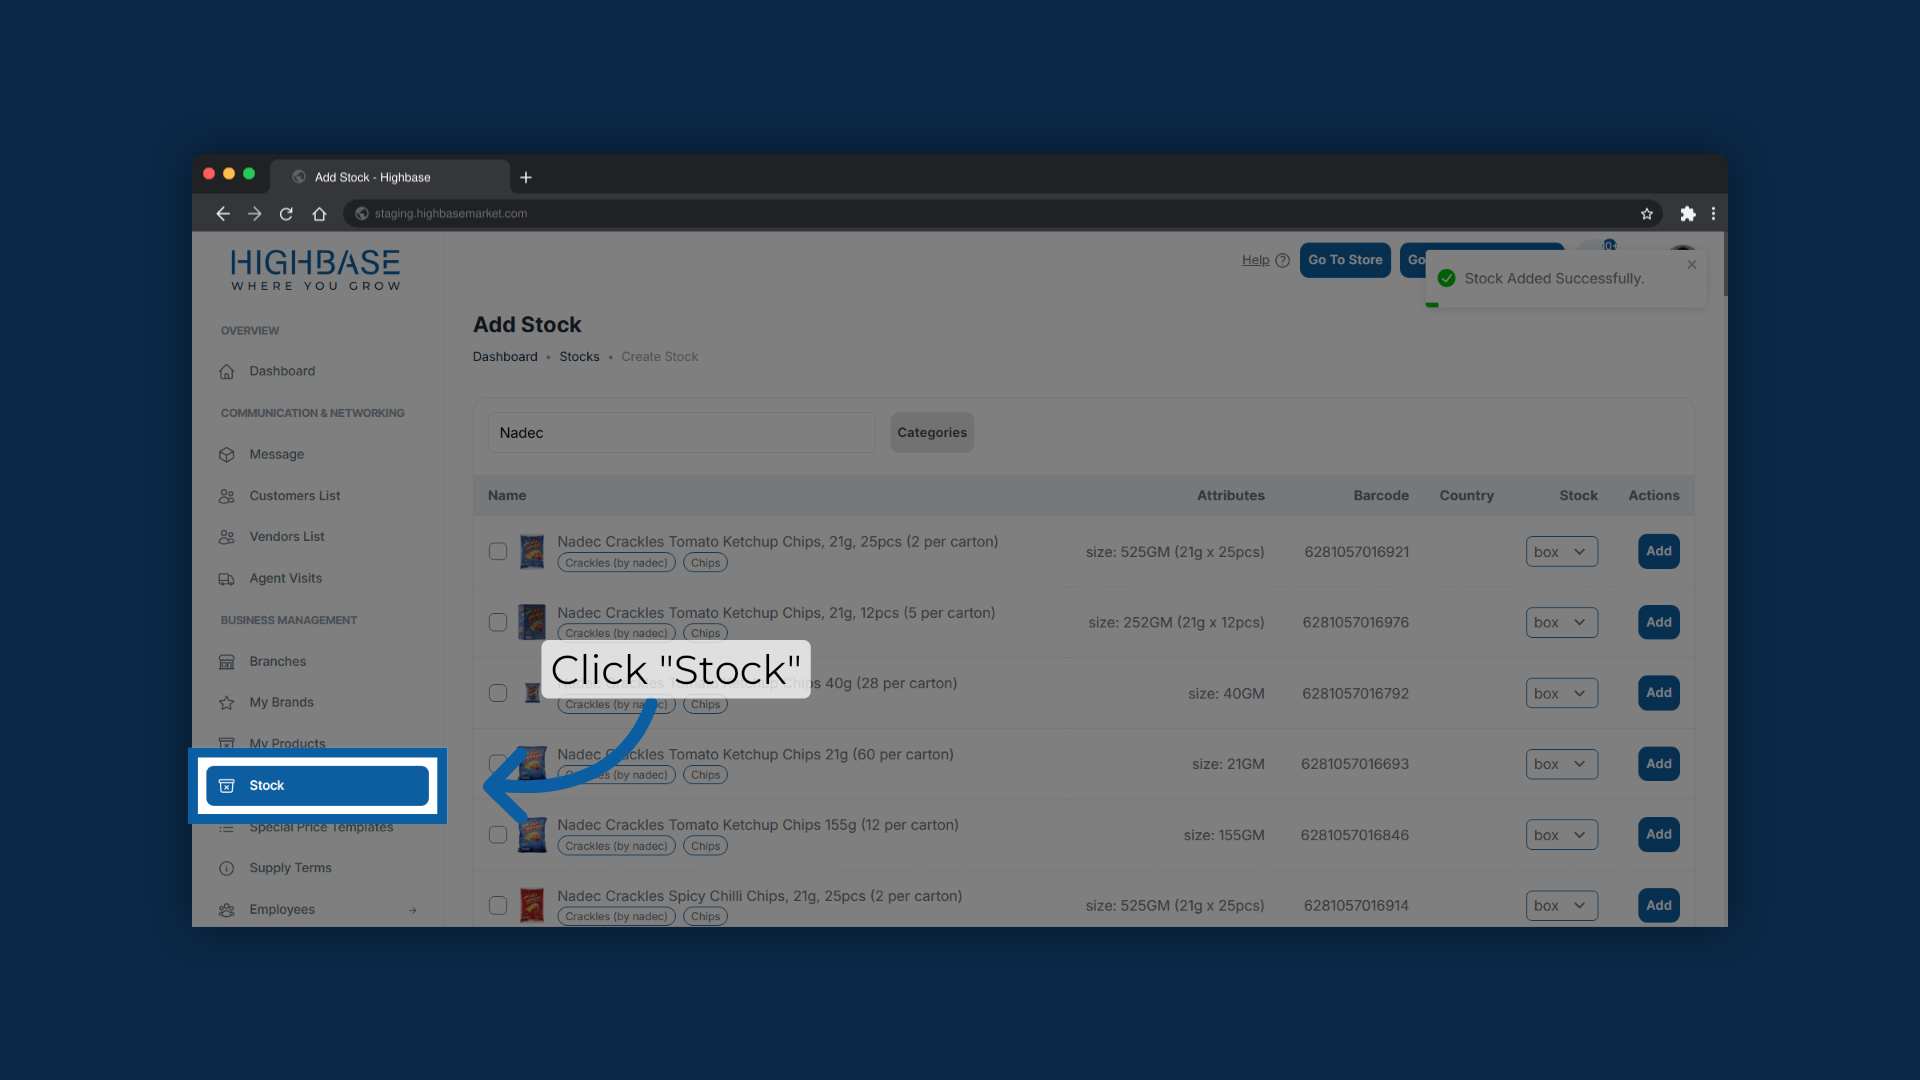 Add Stock - Highbase
staging.highbasemarket.com
HIGHBASE
WHERE YOU GROW
Help
Go To Store
Go
10+
Stock Added Successfully.
OVERVIEW
Dashboard
COMMUNICATION & NETWORKING
Message
Customers List
Vendors List
Agent Visits
BUSINESS MANAGEMENT
Branches
My Brands
My Products
Stock
Special Price Templates
Supply Terms
Employees
Add Stock
Dashboard • Stocks • Create Stock
Nadec
Categories
Name Attributes Barcode Country Stock Actions
Nadec Crackles Tomato Ketchup Chips, 21g, 25pcs (2 per carton)
Crackles (by nadec) Chips
size: 525GM (21g x 25pcs) 6281057016921 box Add
Nadec Crackles Tomato Ketchup Chips, 21g, 12pcs (5 per carton)
Crackles (by nadec) Chips
size: 252GM (21g x 12pcs) 6281057016976 box Add
Click "Stock"
Nadec Crackles Tomato Ketchup Chips 40g (28 per carton)
Crackles (by nadec) Chips
size: 40GM 6281057016792 box Add
Nadec Crackles Tomato Ketchup Chips 21g (60 per carton)
Crackles (by nadec) Chips
size: 21GM 6281057016693 box Add
Nadec Crackles Tomato Ketchup Chips 155g (12 per carton)
Crackles (by nadec) Chips
size: 155GM 6281057016846 box Add
Nadec Crackles Spicy Chilli Chips, 21g, 25pcs (2 per carton)
Crackles (by nadec) Chips
size: 525GM (21g x 25pcs) 6281057016914 box Add